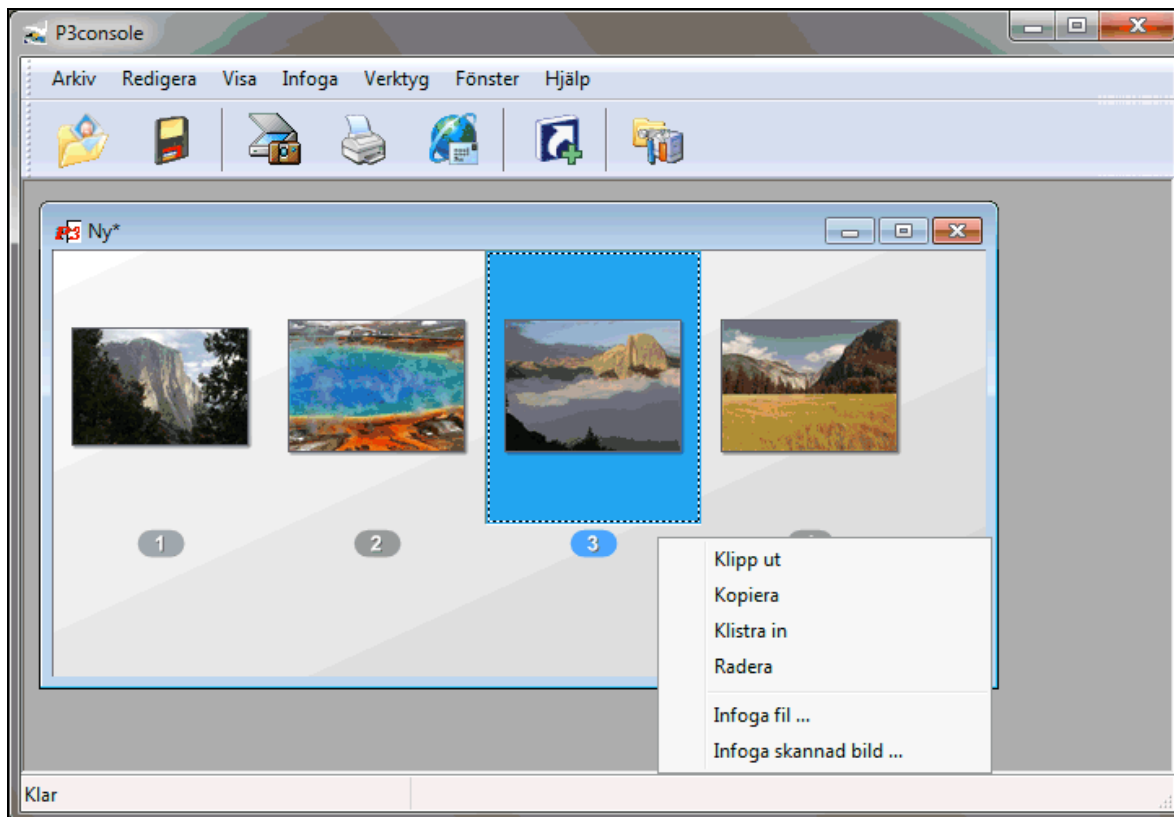 P3console
Arkiv Redigera Visa Infoga Verktyg Fönster Hjälp
P3 Ny*
1 2 3
Klipp ut
Kopiera
Klistra in
Radera
Infoga fil ...
Infoga skannad bild ...
Klar